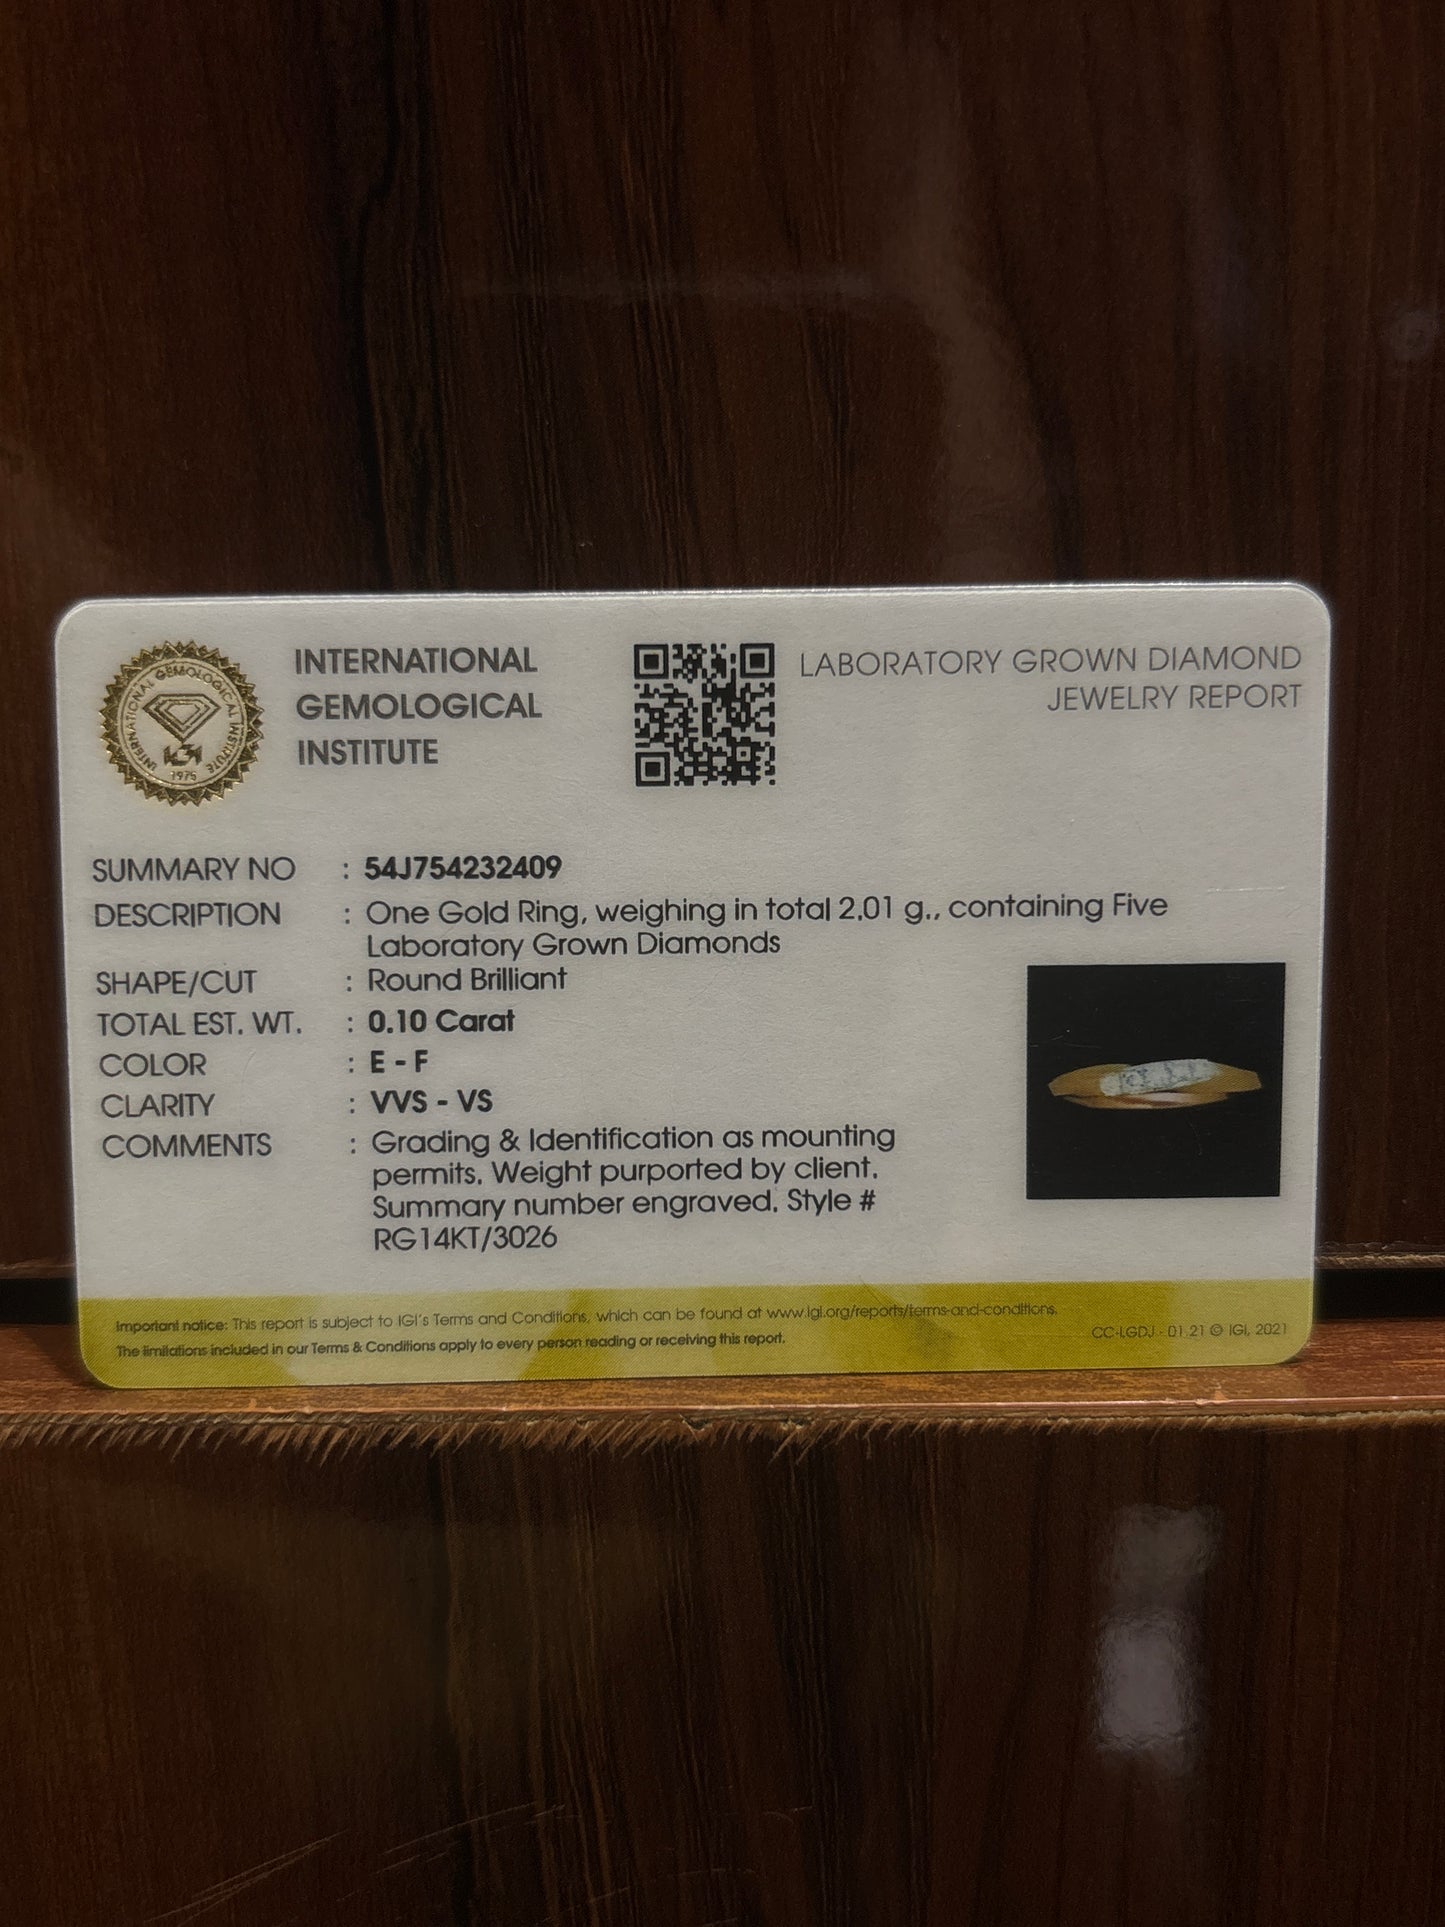 INTERNATIONAL
GEMOLOGICAL
INSTITUTE
INTERNATIONAL GEMOLOGICAL INSTITUTE
IGI
1975
LABORATORY GROWN DIAMOND
JEWELRY REPORT
SUMMARY NO : 54J754232409
DESCRIPTION : One Gold Ring, weighing in total 2.01 g., containing Five
Laboratory Grown Diamonds
SHAPE/CUT : Round Brilliant
TOTAL EST. WT. : 0.10 Carat
COLOR : E - F
CLARITY : VVS - VS
COMMENTS : Grading & Identification as mounting
permits. Weight purported by client.
Summary number engraved. Style #
RG14KT/3026
Important notice: This report is subject to IGI's Terms and Conditions, which can be found at www.igi.org/reports/terms-and-conditions.
The limitations included in our Terms & Conditions apply to every person reading or receiving this report.
CC-LGDJ - 01.21 © IGI, 2021